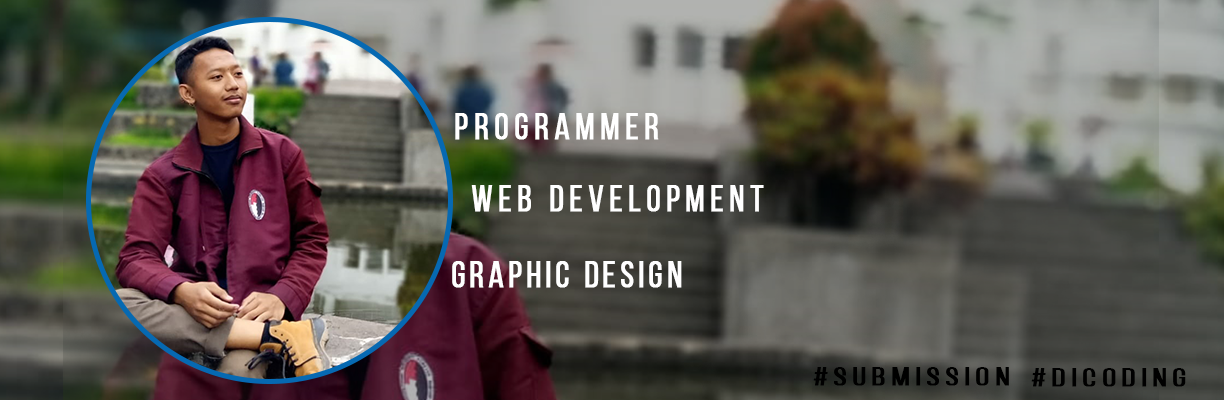 PROGRAMMER
WEB DEVELOPMENT
GRAPHIC DESIGN
#SUBMISSION #DICODING